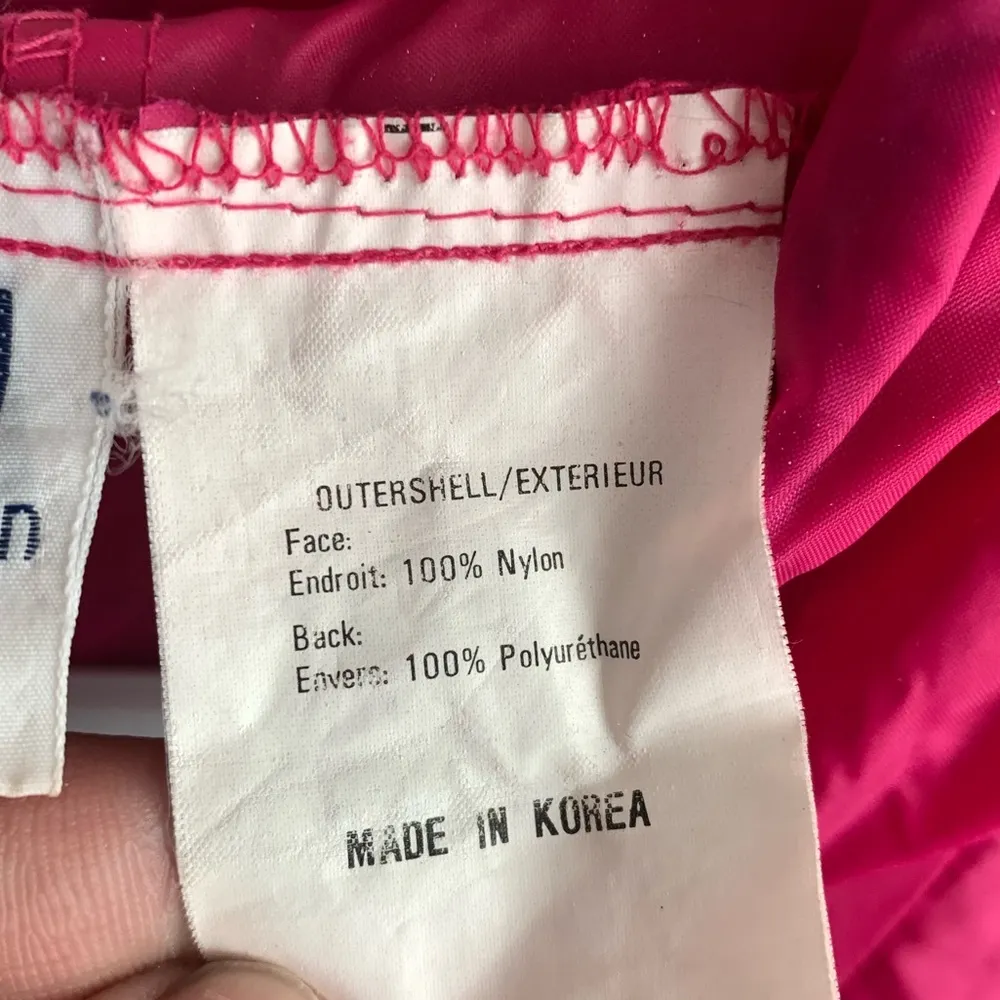 OUTERSHELL/EXTERIEUR
Face:
Endroit: 100% Nylon
Back:
Envers: 100% Polyuréthane
MADE IN KOREA
n